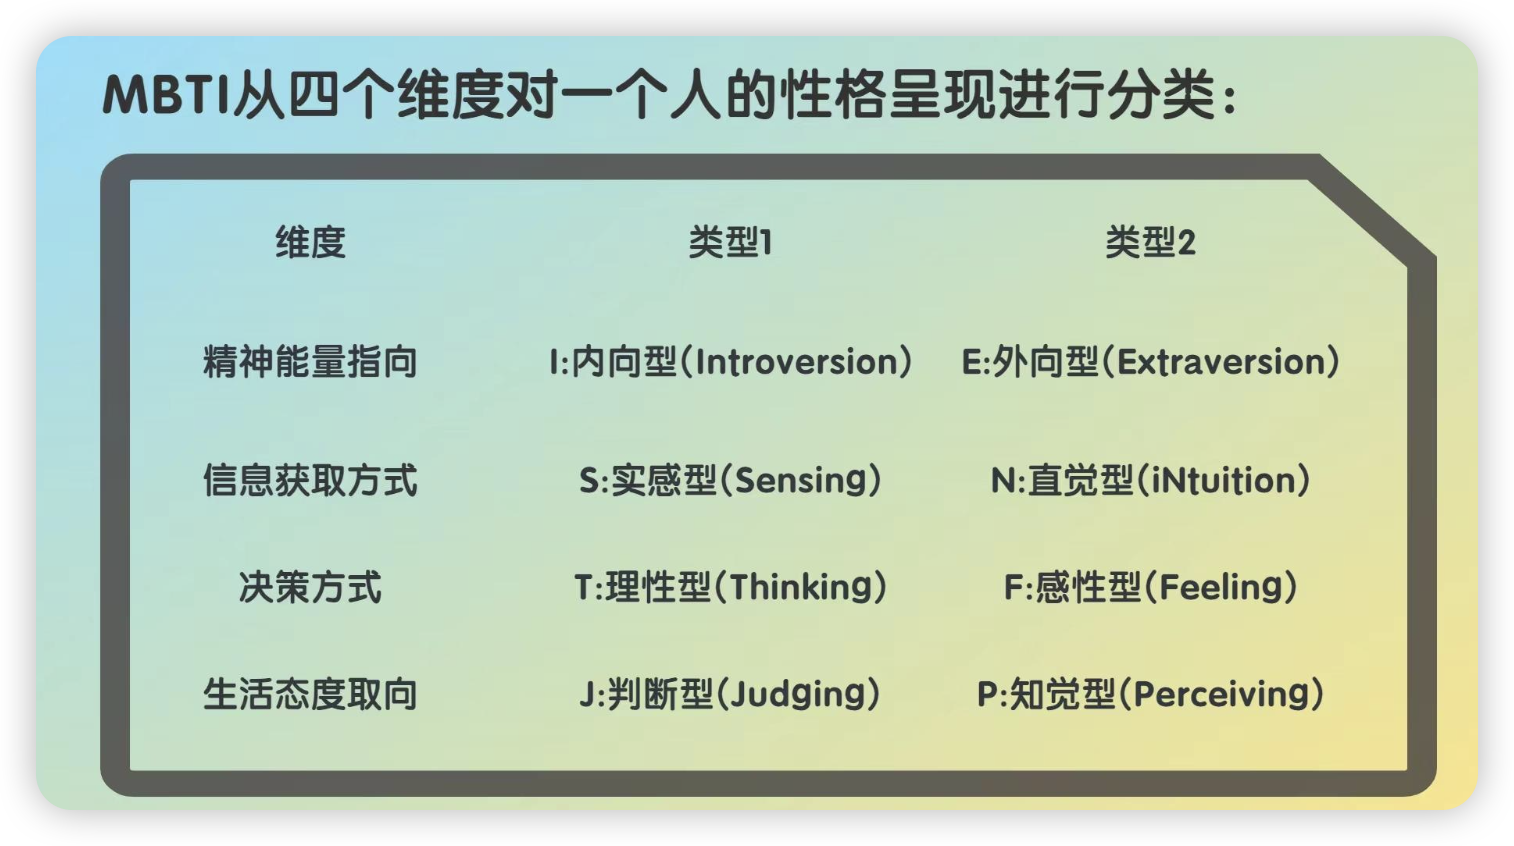 MBTI从四个维度对一个人的性格呈现进行分类：
维度 类型1 类型2
精神能量指向 I:内向型(Introversion) E:外向型(Extraversion)
信息获取方式 S:实感型(Sensing) N:直觉型(iNtuition)
决策方式 T:理性型(Thinking) F:感性型(Feeling)
生活态度取向 J:判断型(Judging) P:知觉型(Perceiving)